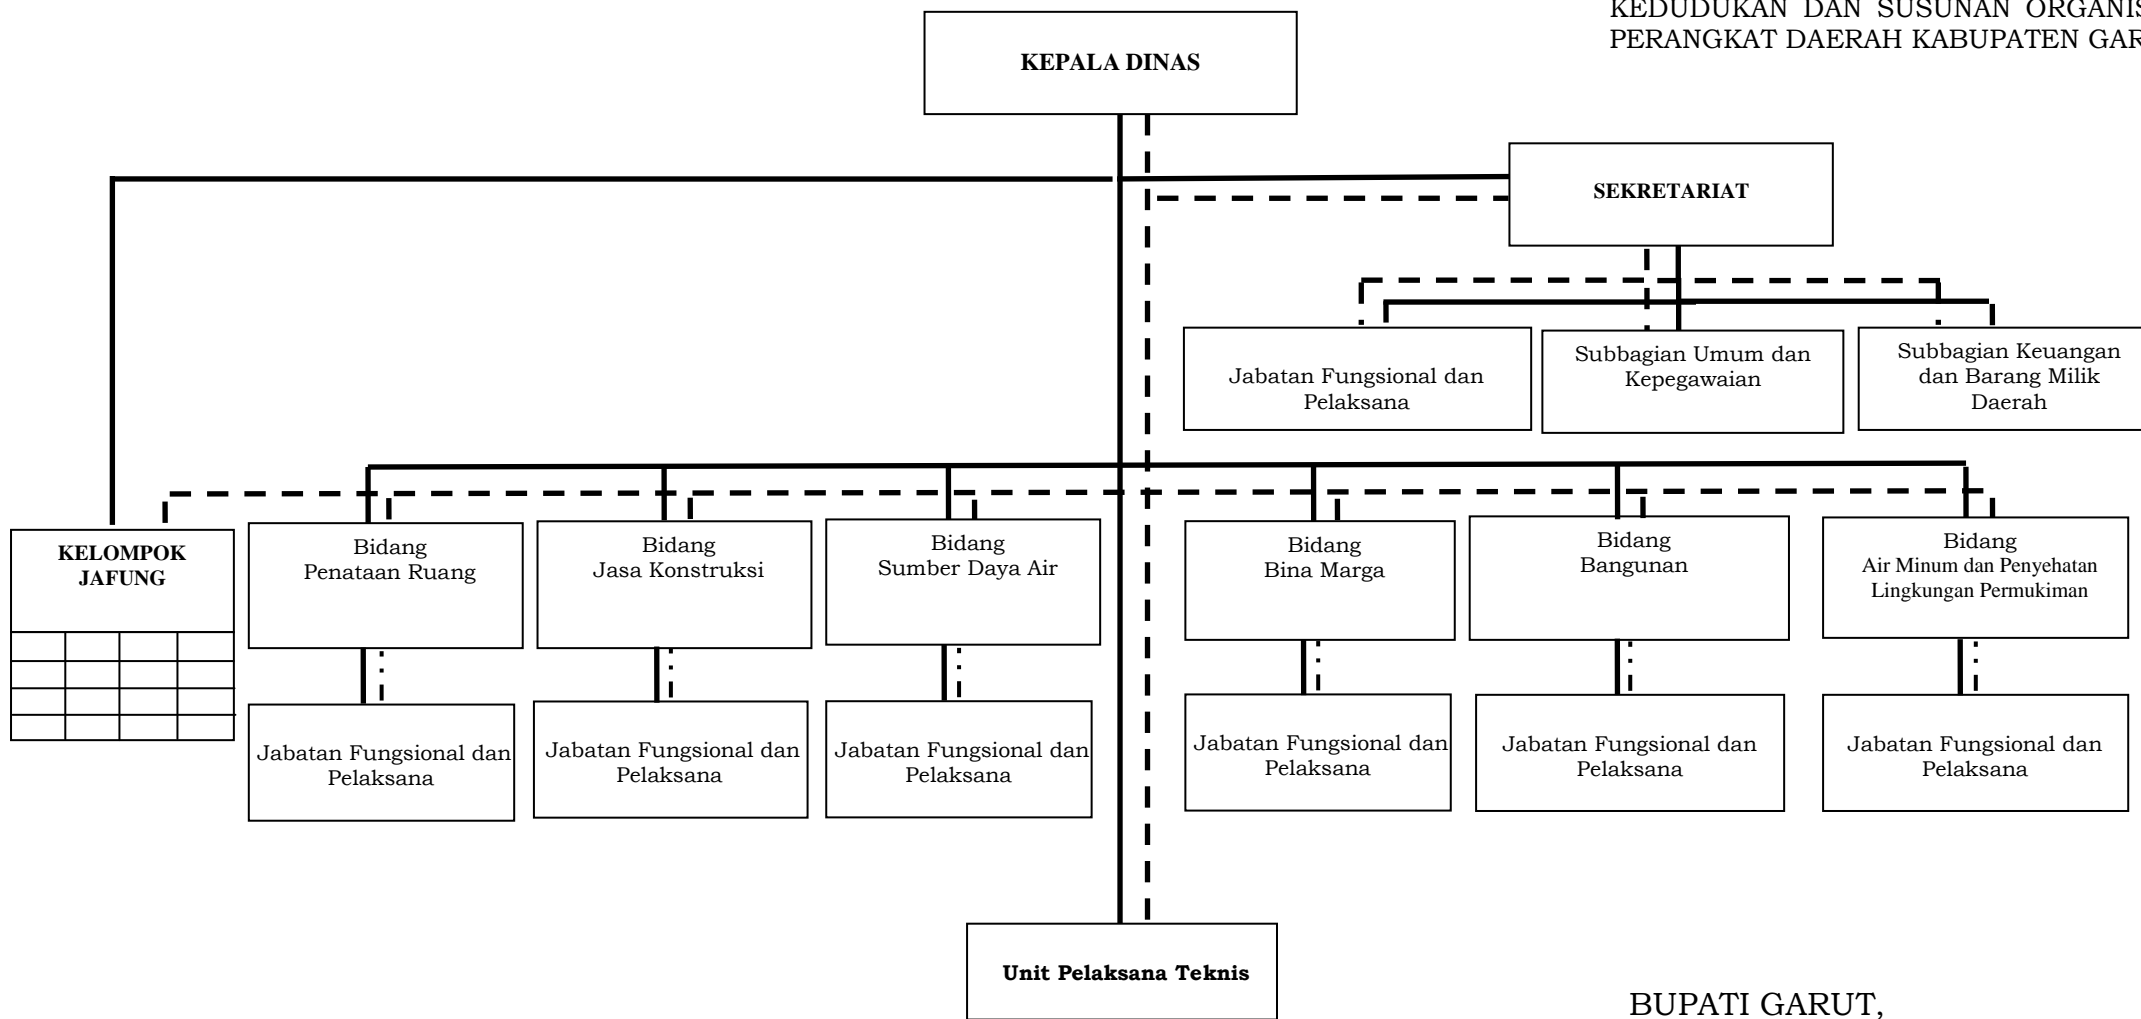 KEDUDUKAN DAN SUSUNAN ORGANIS
PERANGKAT DAERAH KABUPATEN GAR
KEPALA DINAS
SEKRETARIAT
Jabatan Fungsional dan
Pelaksana
Subbagian Umum dan
Kepegawaian
Subbagian Keuangan
dan Barang Milik
Daerah
KELOMPOK
JAFUNG
Bidang
Penataan Ruang
Bidang
Jasa Konstruksi
Bidang
Sumber Daya Air
Bidang
Bina Marga
Bidang
Bangunan
Bidang
Air Minum dan Penyehatan
Lingkungan Permukiman
Jabatan Fungsional dan
Pelaksana
Jabatan Fungsional dan
Pelaksana
Jabatan Fungsional dan
Pelaksana
Jabatan Fungsional dan
Pelaksana
Jabatan Fungsional dan
Pelaksana
Jabatan Fungsional dan
Pelaksana
Unit Pelaksana Teknis
BUPATI GARUT,